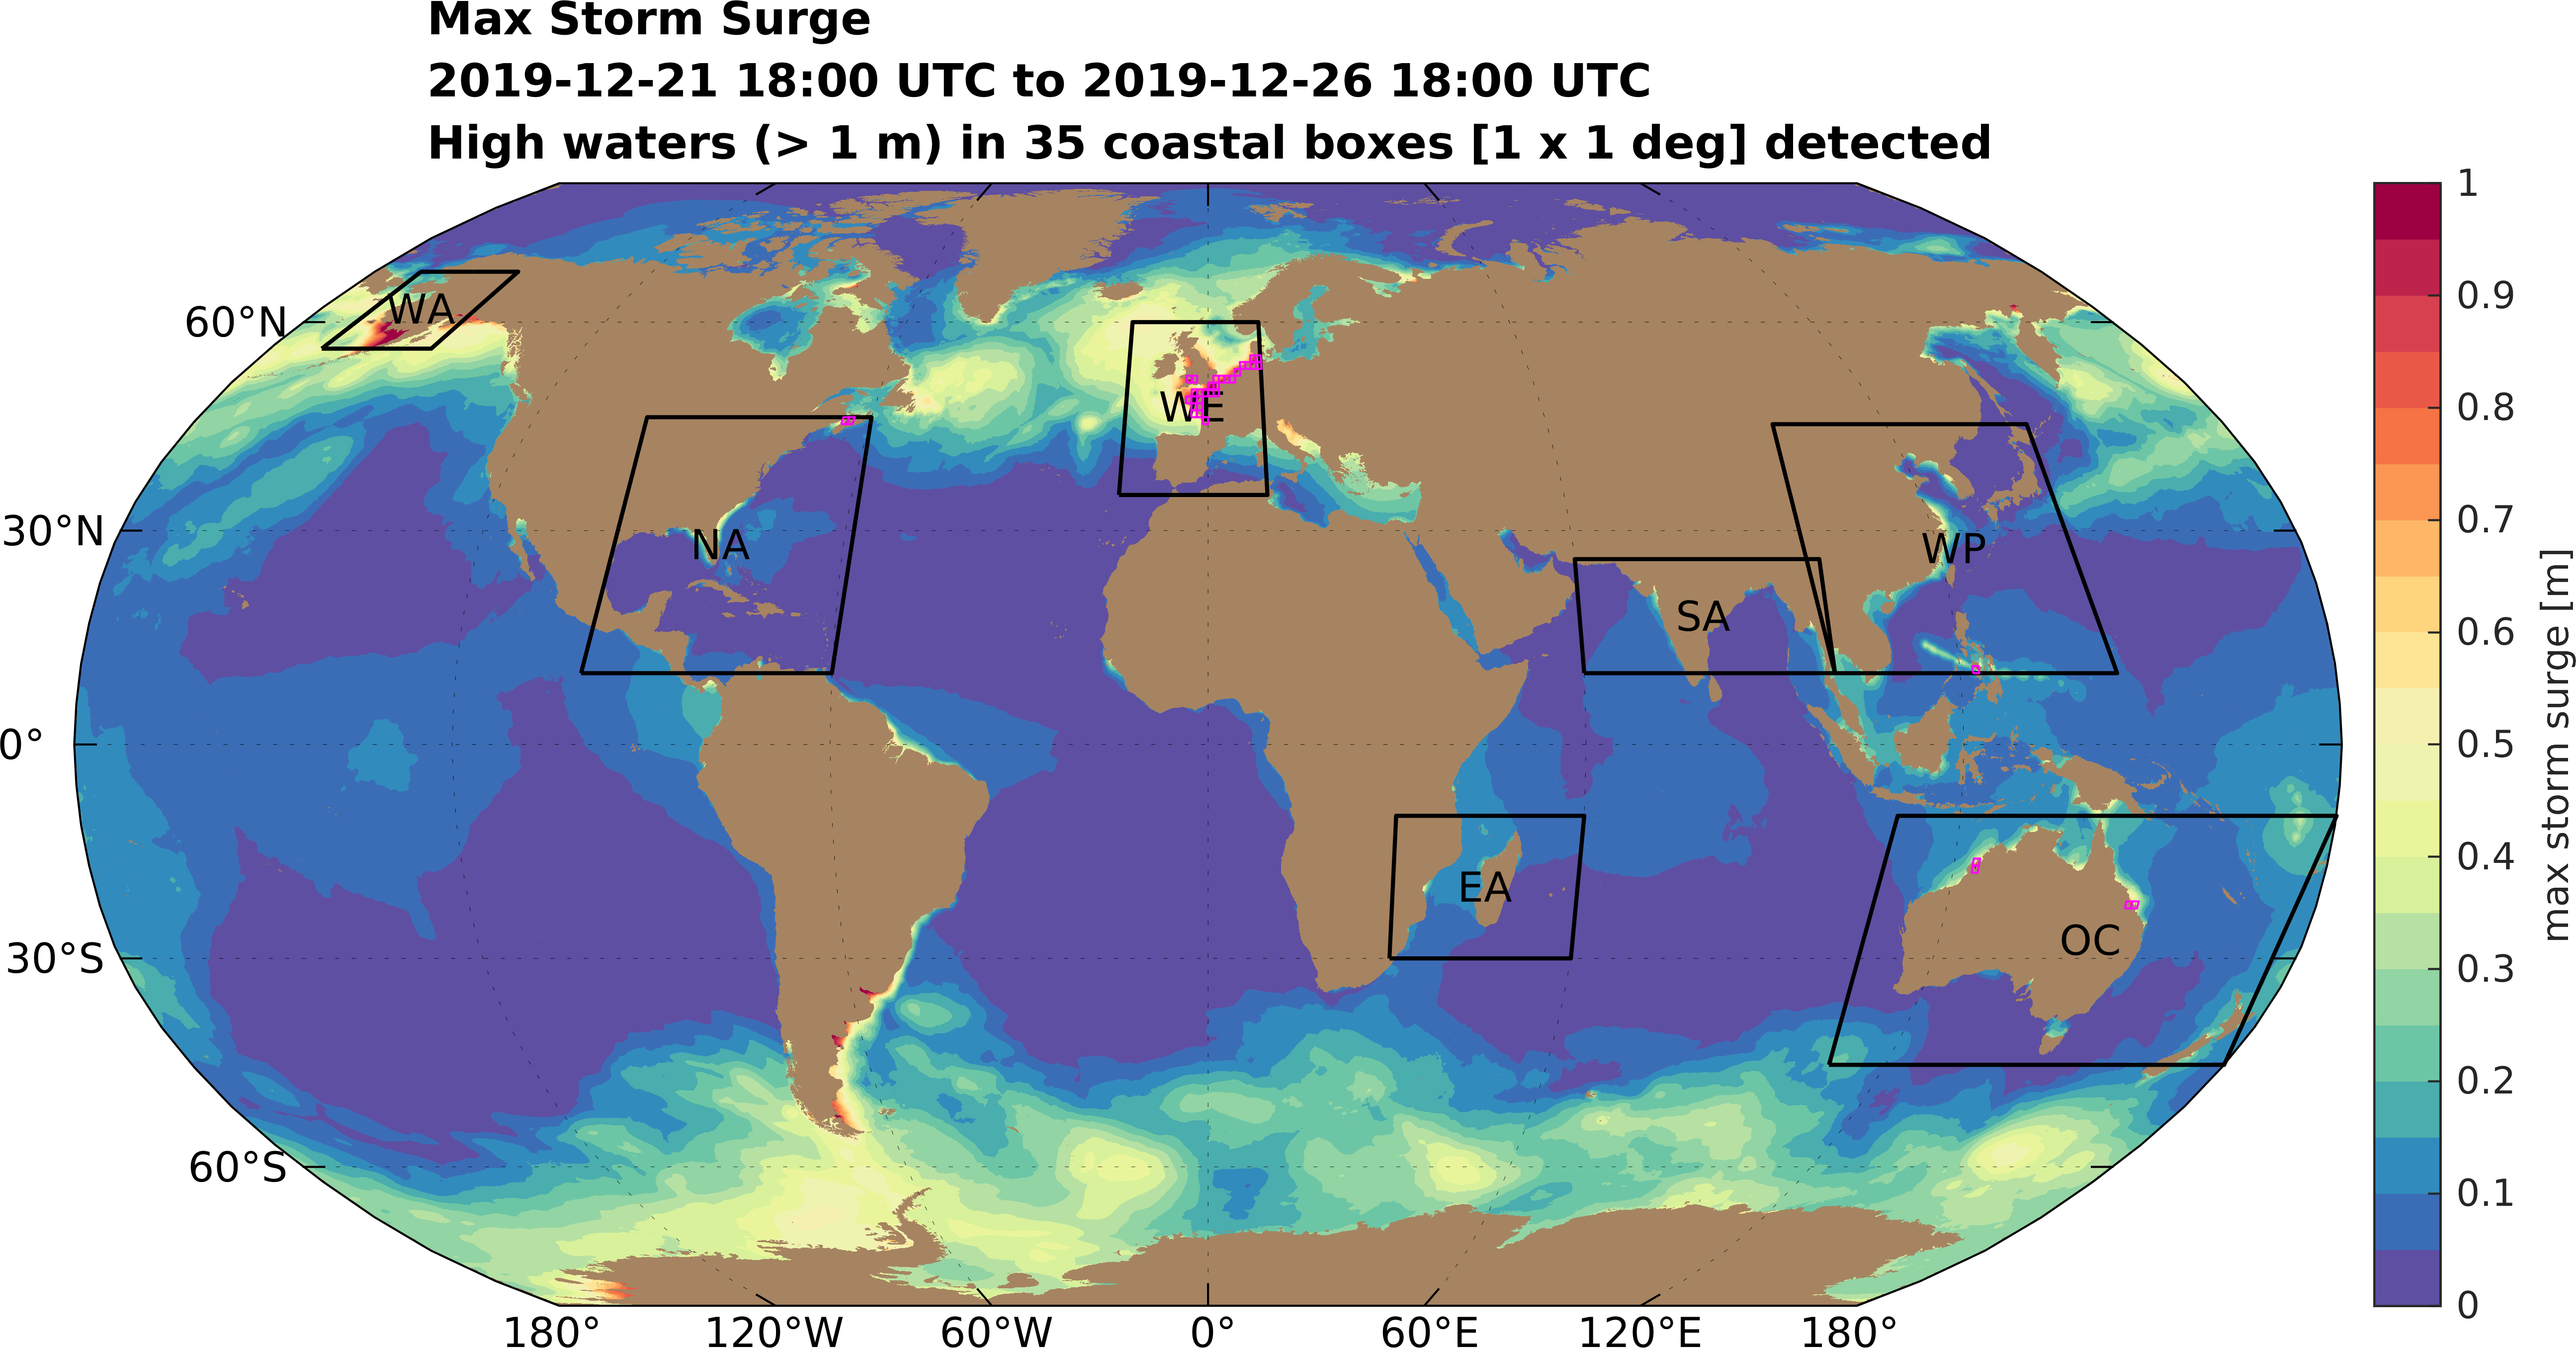 Max Storm Surge
2019-12-21 18:00 UTC to 2019-12-26 18:00 UTC
High waters (> 1 m) in 35 coastal boxes [1 x 1 deg] detected
WA
60°N
WE
NA
30°N
WP
SA
0°
EA
OC
30°S
60°S
180°
120°W
60°W
0°
60°E
120°E
180°
1
0.9
0.8
0.7
0.6
0.5
0.4
0.3
0.2
0.1
0
max storm surge [m]